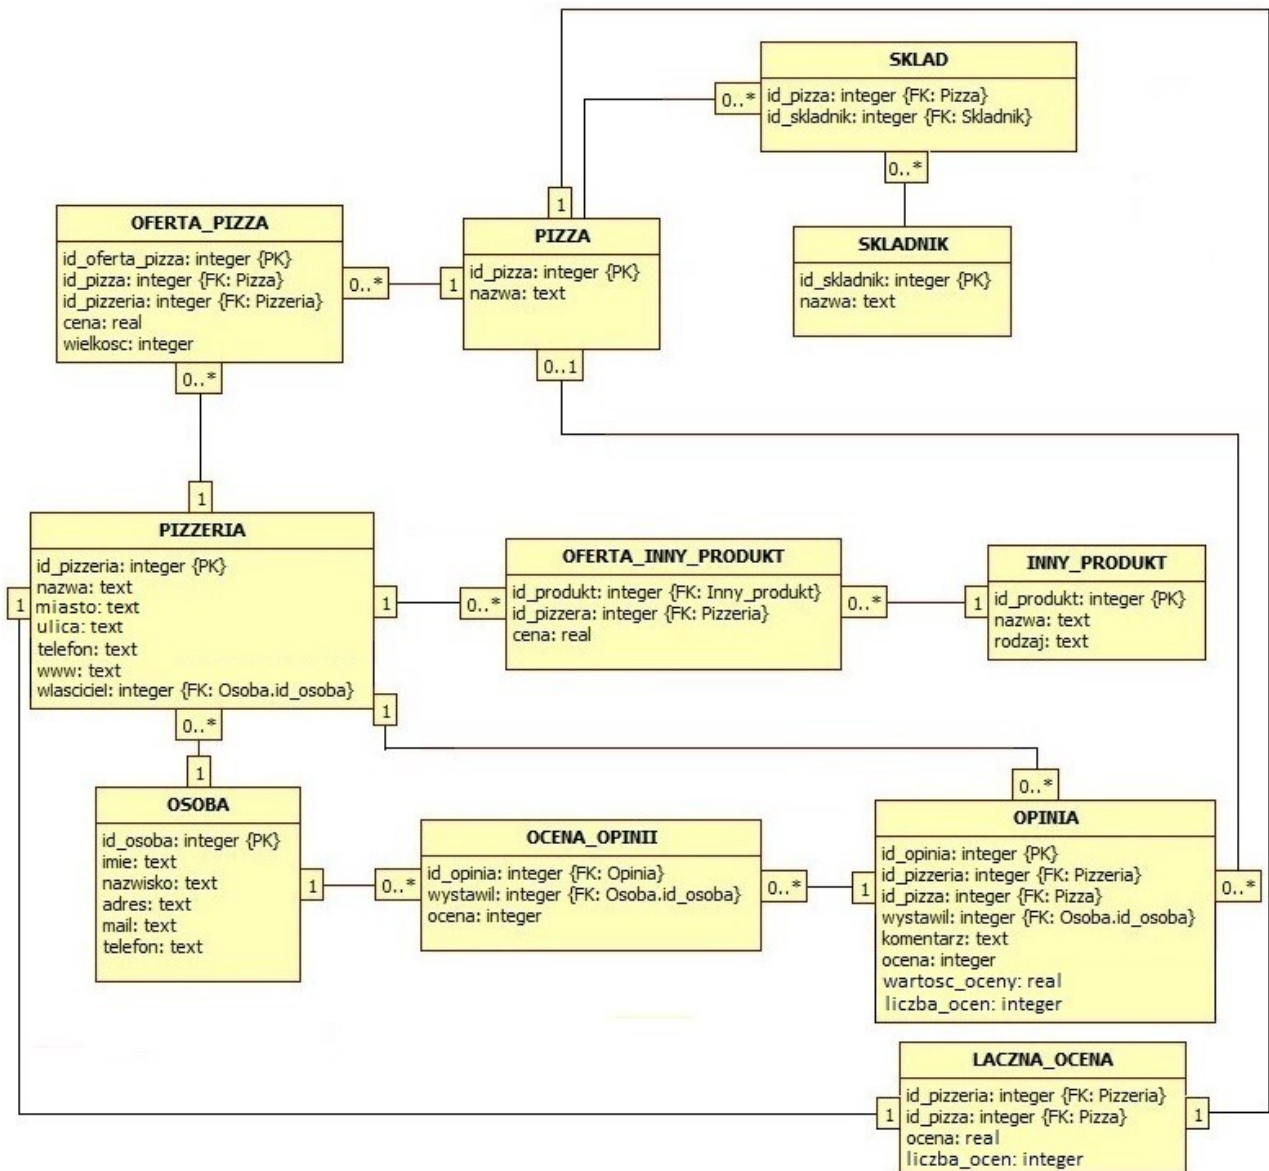 SKLAD
id_pizza: integer {FK: Pizza}
id_skladnik: integer {FK: Skladnik}
0..*
0..*
1
OFERTA_PIZZA
id_oferta_pizza: integer {PK}
id_pizza: integer {FK: Pizza}
id_pizzeria: integer {FK: Pizzeria}
cena: real
wielkosc: integer
0..*
0..*
1
PIZZA
id_pizza: integer {PK}
nazwa: text
0..1
SKLADNIK
id_skladnik: integer {PK}
nazwa: text
1
PIZZERIA
id_pizzeria: integer {PK}
nazwa: text
miasto: text
ulica: text
telefon: text
www: text
wlasciciel: integer {FK: Osoba.id_osoba}
1
1
0..*
OFERTA_INNY_PRODUKT
id_produkt: integer {FK: Inny_produkt}
id_pizzera: integer {FK: Pizzeria}
cena: real
0..*
1
INNY_PRODUKT
id_produkt: integer {PK}
nazwa: text
rodzaj: text
1
0..*
1
0..*
OSOBA
id_osoba: integer {PK}
imie: text
nazwisko: text
adres: text
mail: text
telefon: text
1
0..*
OCENA_OPINII
id_opinia: integer {FK: Opinia}
wystawil: integer {FK: Osoba.id_osoba}
ocena: integer
0..*
1
OPINIA
id_opinia: integer {PK}
id_pizzeria: integer {FK: Pizzeria}
id_pizza: integer {FK: Pizza}
wystawil: integer {FK: Osoba.id_osoba}
komentarz: text
ocena: integer
wartosc_oceny: real
liczba_ocen: integer
0..*
LACZNA_OCENA
id_pizzeria: integer {FK: Pizzeria}
id_pizza: integer {FK: Pizza}
ocena: real
liczba_ocen: integer
1
1